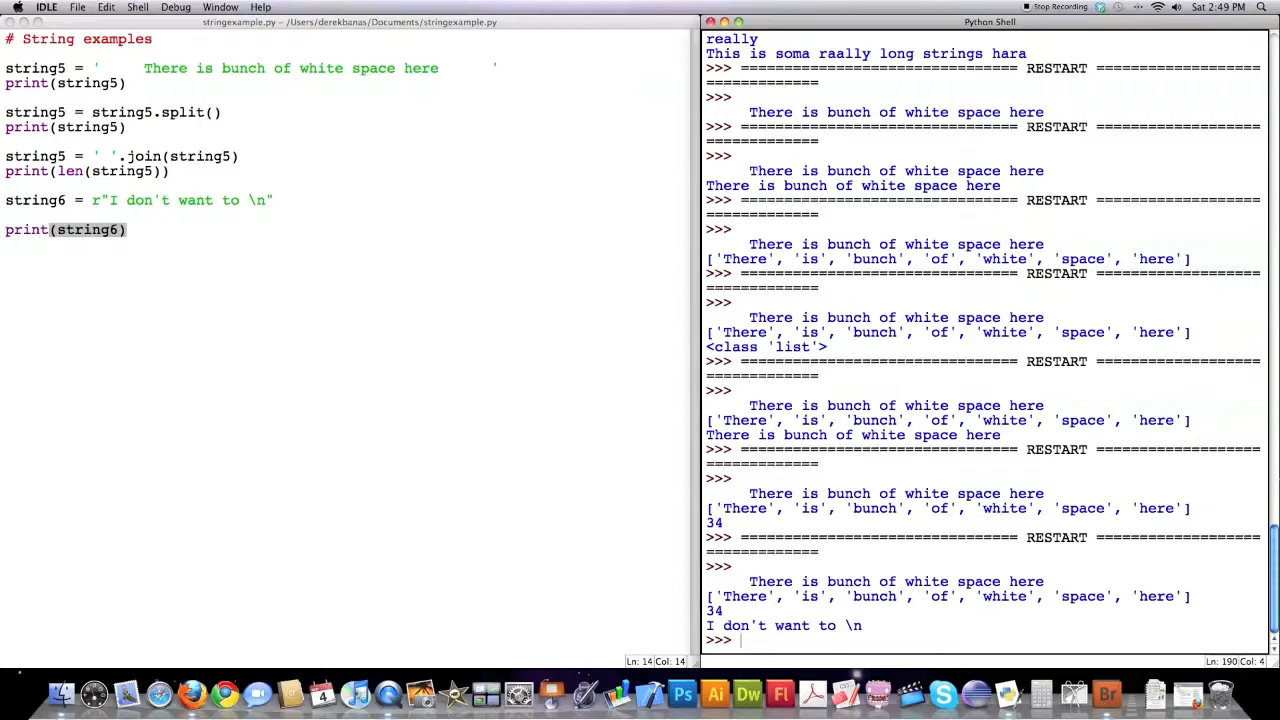 IDLE File Edit Shell Debug Window Help
Stop Recording Sat 2:49 PM
stringexample.py – /Users/derekbanas/Documents/stringexample.py
# String examples
string5 = '     There is bunch of white space here      '
print(string5)
string5 = string5.split()
print(string5)
string5 = ' '.join(string5)
print(len(string5))
string6 = r"I don't want to \n"
print(string6)
Ln: 14 Col: 14
Python Shell
really
This is soma raally long strings hara
>>> ================================ RESTART ===================
=============
>>>
     There is bunch of white space here
>>> ================================ RESTART ===================
=============
>>>
     There is bunch of white space here
There is bunch of white space here
>>> ================================ RESTART ===================
=============
>>>
     There is bunch of white space here
['There', 'is', 'bunch', 'of', 'white', 'space', 'here']
>>> ================================ RESTART ===================
=============
>>>
     There is bunch of white space here
['There', 'is', 'bunch', 'of', 'white', 'space', 'here']
<class 'list'>
>>> ================================ RESTART ===================
=============
>>>
     There is bunch of white space here
['There', 'is', 'bunch', 'of', 'white', 'space', 'here']
There is bunch of white space here
>>> ================================ RESTART ===================
=============
>>>
     There is bunch of white space here
['There', 'is', 'bunch', 'of', 'white', 'space', 'here']
34
>>> ================================ RESTART ===================
=============
>>>
     There is bunch of white space here
['There', 'is', 'bunch', 'of', 'white', 'space', 'here']
34
I don't want to \n
>>>
Ln: 190 Col: 4
4 Ps Ai Dw Fl Br